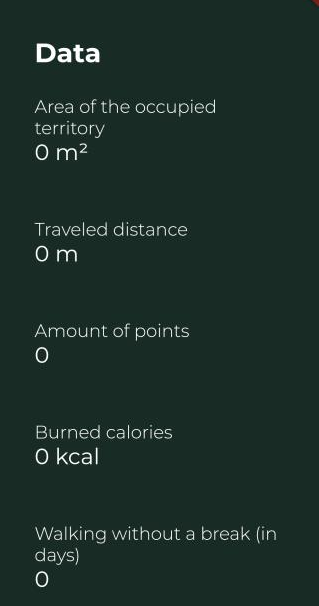 Data
Area of the occupied
territory
0 m²
Traveled distance
0 m
Amount of points
0
Burned calories
0 kcal
Walking without a break (in
days)
0